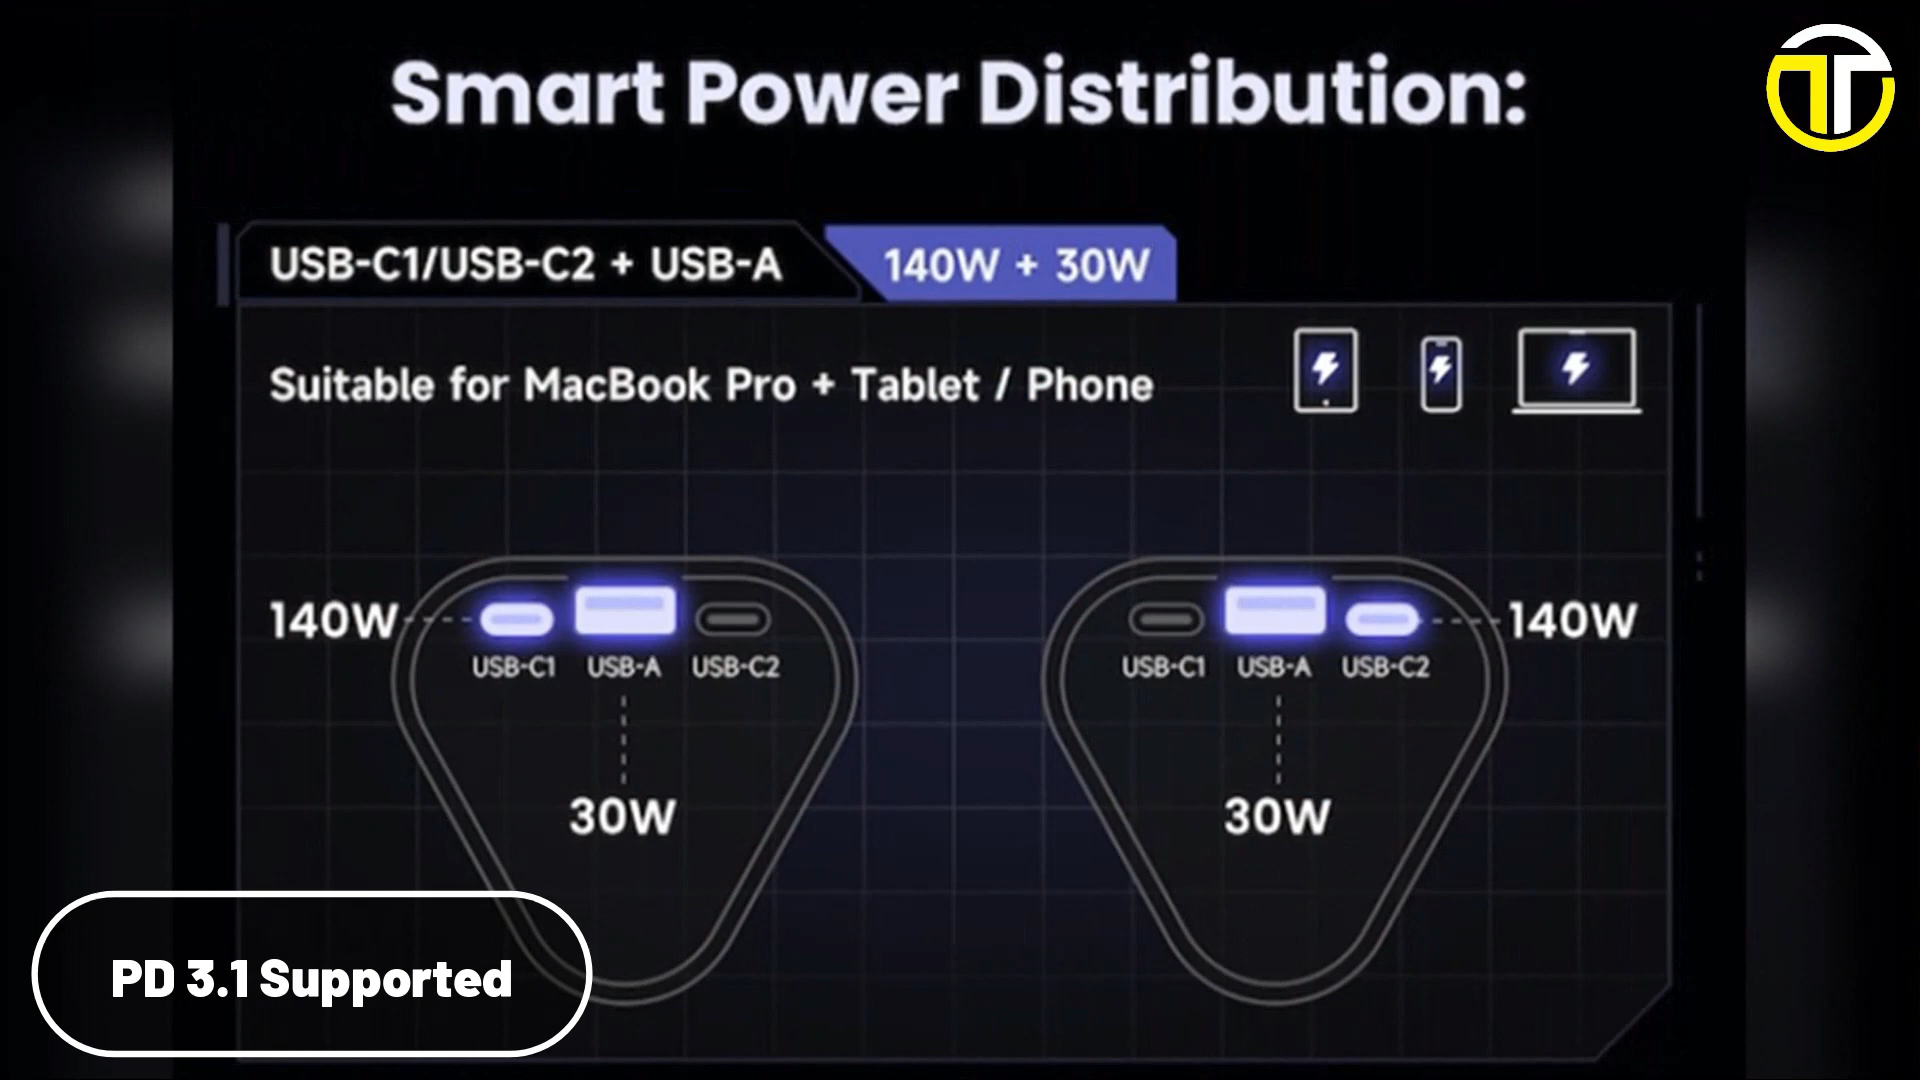 Smart Power Distribution:
USB-C1/USB-C2 + USB-A 140W + 30W
Suitable for MacBook Pro + Tablet / Phone
140W
USB-C1 USB-A USB-C2
30W
140W
USB-C1 USB-A USB-C2
30W
PD 3.1 Supported